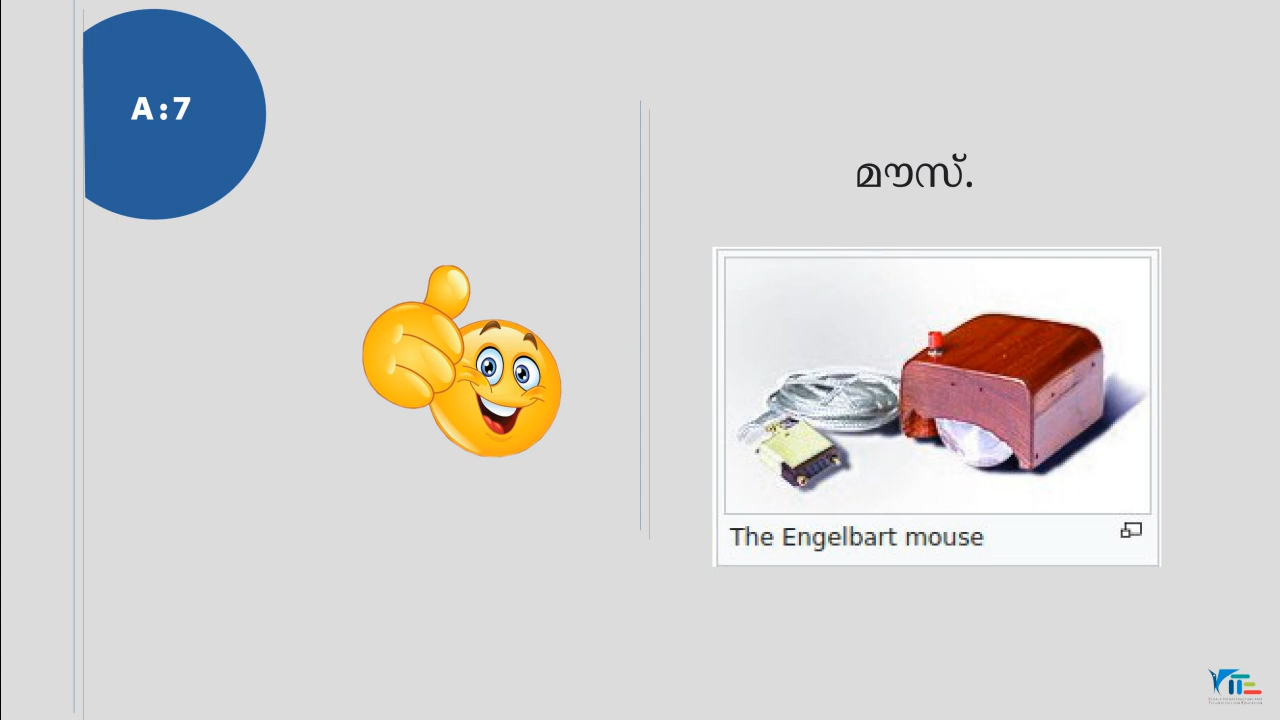 A:7
മൗസ്.
The Engelbart mouse